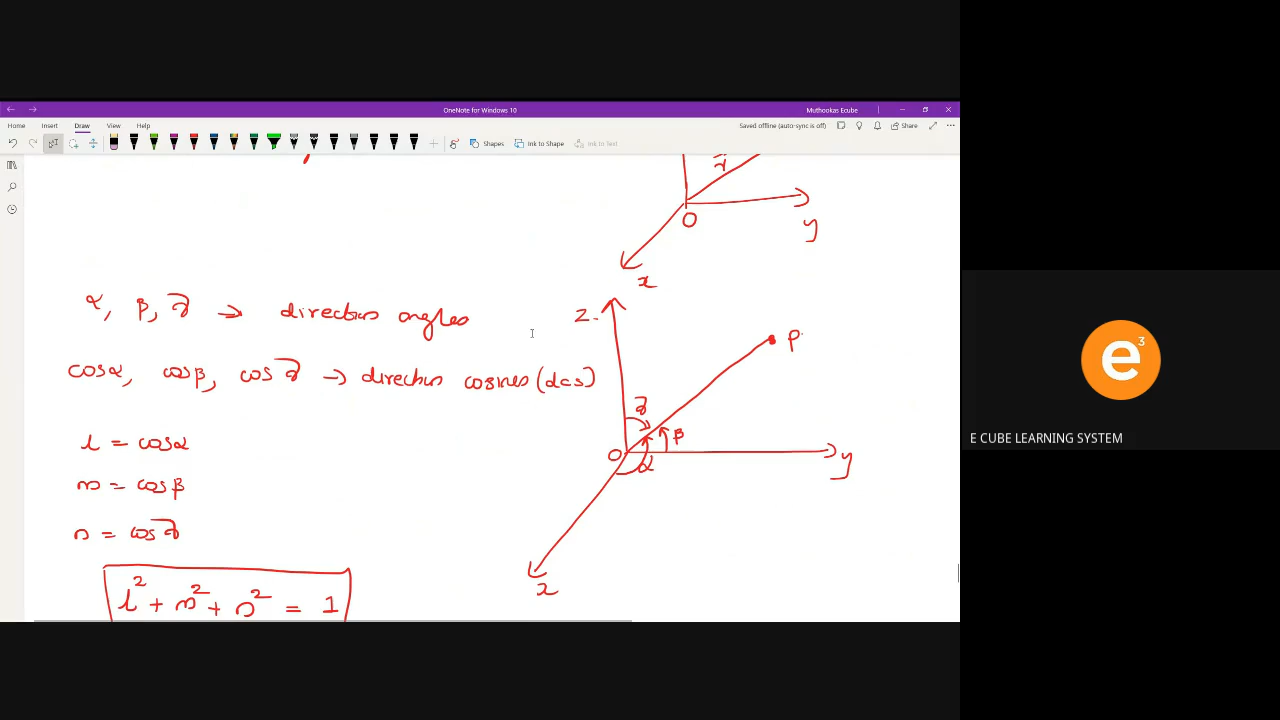 OneNote for Windows 10
Muthookas Ecube
Home Insert Draw View Help
Saved offline (auto-sync is off)
Share
Shapes
Ink to Shape
Ink to Text
r
O
y
x
α, β, γ → direction angles
cosα, cosβ, cosγ → direction cosines (dcs)
l = cosα
m = cosβ
n = cosγ
l² + m² + n² = 1
z
P
γ
β
O
α
y
x
e³
E CUBE LEARNING SYSTEM